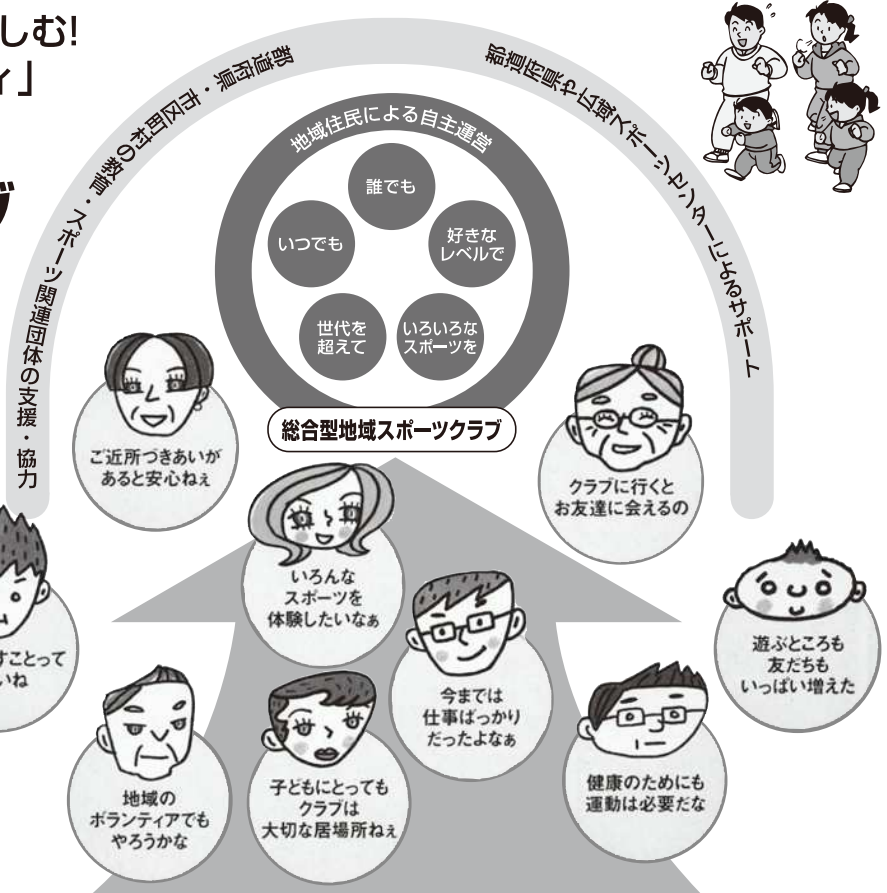 しむ!
ィ」
ブ
都道府県・市区町村の教育・スポーツ関連団体の支援・協力
都道府県や広域スポーツセンターによるサポート
地域住民による自主運営
誰でも
いつでも
好きな
レベルで
世代を
超えて
いろいろな
スポーツを
総合型地域スポーツクラブ
ご近所づきあいが
あると安心ねぇ
クラブに行くと
お友達に会えるの
いろんな
スポーツを
体験したいなぁ
すことって
いね
今までは
仕事ばっかり
だったよなぁ
遊ぶところも
友だちも
いっぱい増えた
地域の
ボランティアでも
やろうかな
子どもにとっても
クラブは
大切な居場所ねぇ
健康のためにも
運動は必要だな